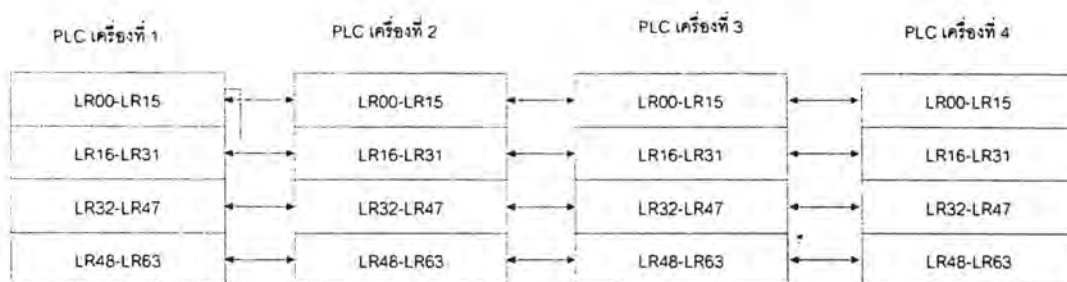 PLC เครื่องที่ 1 PLC เครื่องที่ 2 PLC เครื่องที่ 3 PLC เครื่องที่ 4
LR00-LR15 LR00-LR15 LR00-LR15 LR00-LR15
LR16-LR31 LR16-LR31 LR16-LR31 LR16-LR31
LR32-LR47 LR32-LR47 LR32-LR47 LR32-LR47
LR48-LR63 LR48-LR63 LR48-LR63 LR48-LR63